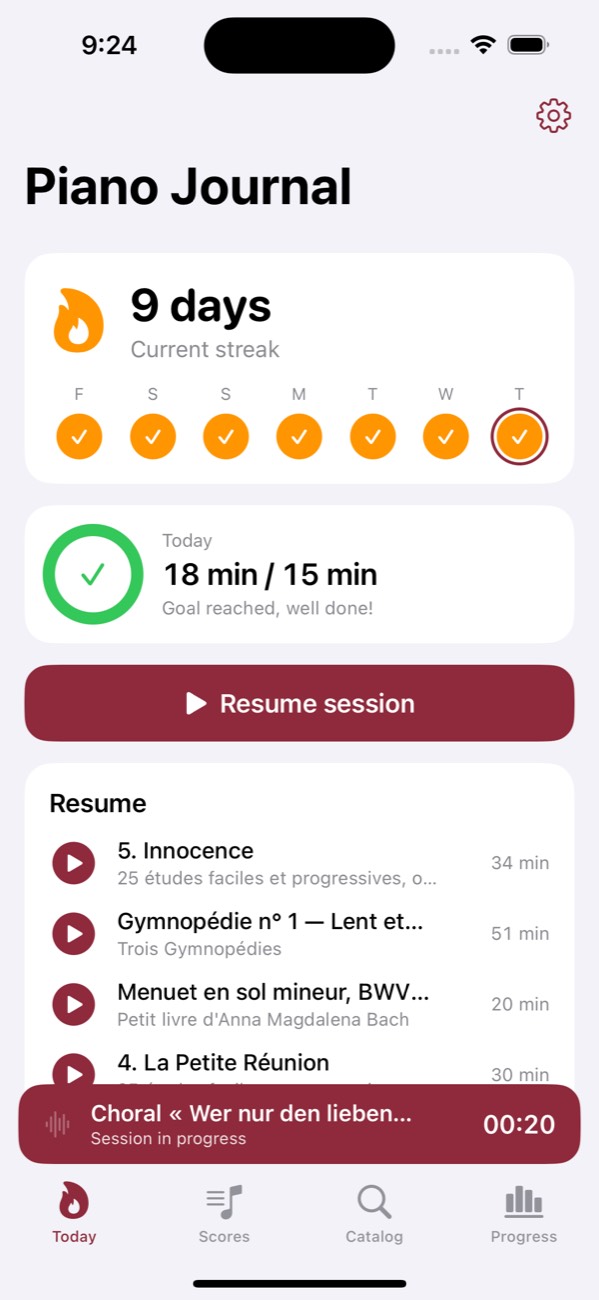 9:24
Piano Journal
9 days
Current streak
F S S M T W T
Today
18 min / 15 min
Goal reached, well done!
Resume session
Resume
5. Innocence
25 études faciles et progressives, o...
34 min
Gymnopédie nº 1 — Lent et...
Trois Gymnopédies
51 min
Menuet en sol mineur, BWV...
Petit livre d'Anna Magdalena Bach
20 min
4. La Petite Réunion
30 min
Choral « Wer nur den lieben...
Session in progress
00:20
Today Scores Catalog Progress